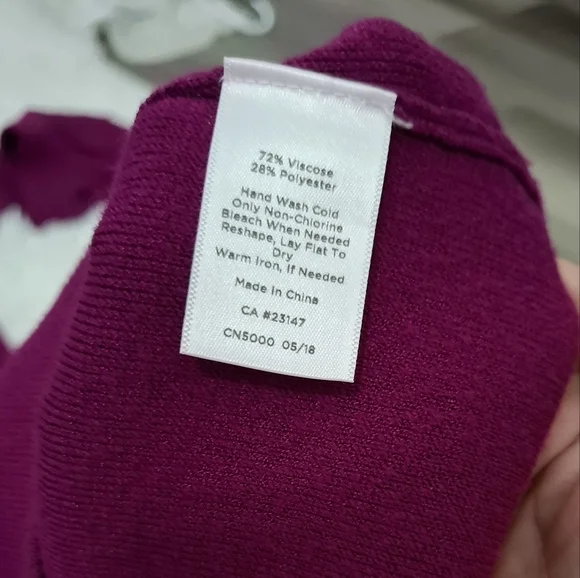 72% Viscose
28% Polyester
Hand Wash Cold
Only Non-Chlorine
Bleach When Needed
Reshape, Lay Flat To
Dry
Warm Iron, If Needed
Made in China
CA #23147
CN5000 05/18